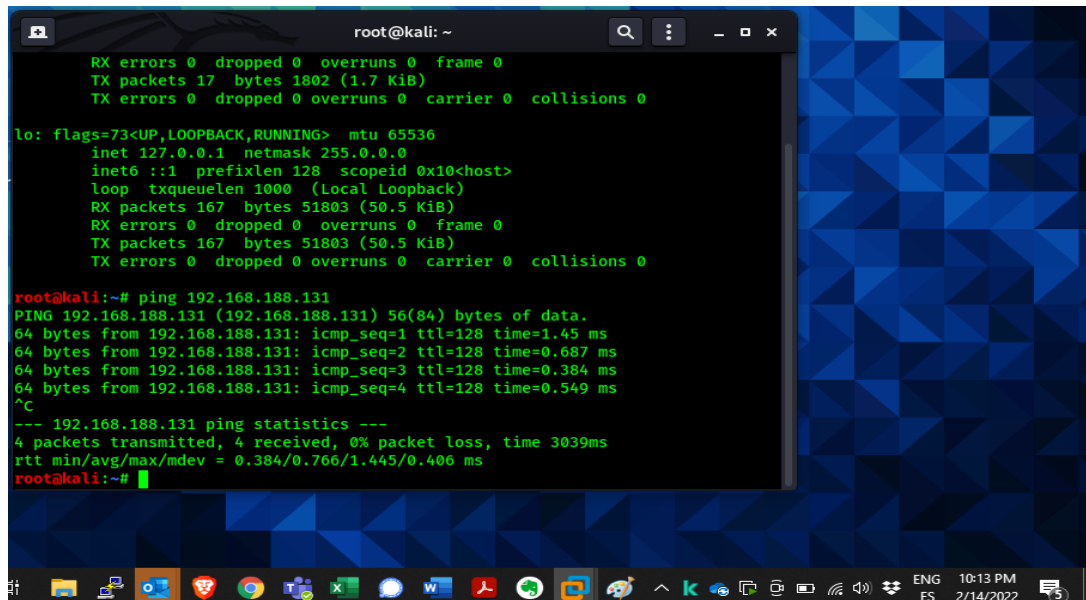 root@kali: ~
RX errors 0  dropped 0  overruns 0  frame 0
TX packets 17  bytes 1802 (1.7 KiB)
TX errors 0  dropped 0 overruns 0  carrier 0  collisions 0
lo: flags=73<UP,LOOPBACK,RUNNING>  mtu 65536
inet 127.0.0.1  netmask 255.0.0.0
inet6 ::1  prefixlen 128  scopeid 0x10<host>
loop  txqueuelen 1000  (Local Loopback)
RX packets 167  bytes 51803 (50.5 KiB)
RX errors 0  dropped 0  overruns 0  frame 0
TX packets 167  bytes 51803 (50.5 KiB)
TX errors 0  dropped 0 overruns 0  carrier 0  collisions 0
root@kali:~# ping 192.168.188.131
PING 192.168.188.131 (192.168.188.131) 56(84) bytes of data.
64 bytes from 192.168.188.131: icmp_seq=1 ttl=128 time=1.45 ms
64 bytes from 192.168.188.131: icmp_seq=2 ttl=128 time=0.687 ms
64 bytes from 192.168.188.131: icmp_seq=3 ttl=128 time=0.384 ms
64 bytes from 192.168.188.131: icmp_seq=4 ttl=128 time=0.549 ms
^C
--- 192.168.188.131 ping statistics ---
4 packets transmitted, 4 received, 0% packet loss, time 3039ms
rtt min/avg/max/mdev = 0.384/0.766/1.445/0.406 ms
root@kali:~#
ENG 10:13 PM
ES 2/14/2022
5